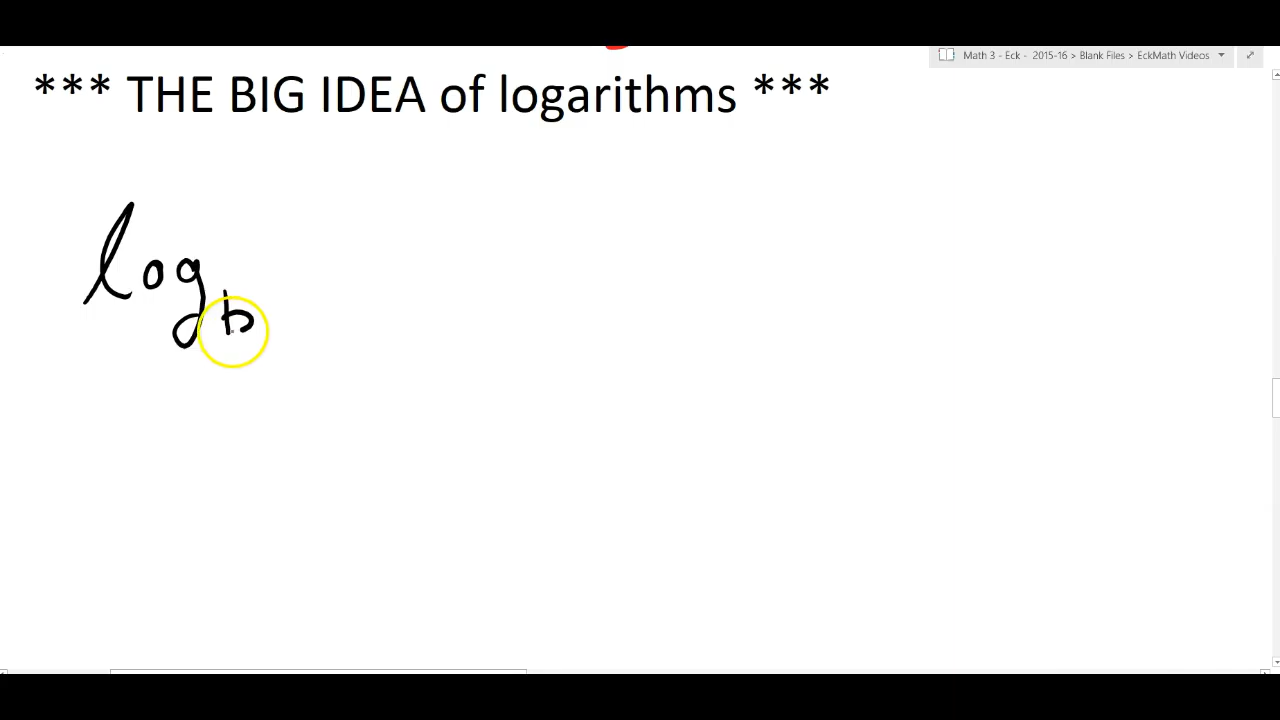 Math 3 - Eck - 2015-16 > Blank Files > EckMath Videos
*** THE BIG IDEA of logarithms ***
log b